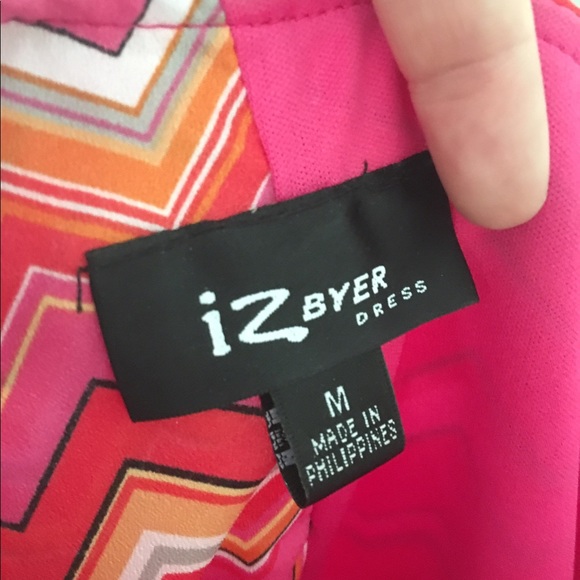 iz BYER
DRESS
M
MADE IN
PHILIPPINES